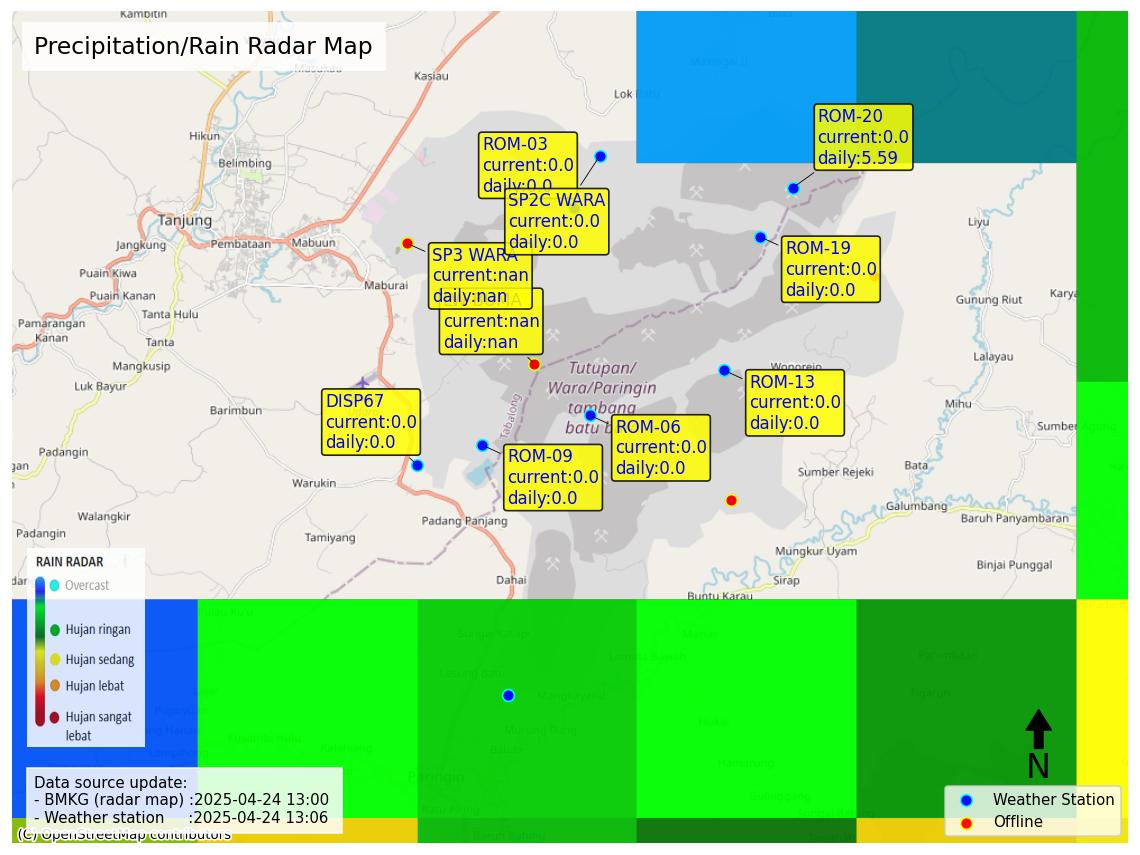 Precipitation/Rain Radar Map
Kambitin
Masukau
Kasiau
Hikun
Belimbing
Tanjung
Jangkung
Pembataan
Mabuun
Maburai
Puain Kiwa
Puain Kanan
Tanta Hulu
Pamarangan
Kanan
Tanta
Mangkusip
Luk Bayur
Barimbun
Padangin
Warukin
Walangkir
Padangin
Tamiyang
Padang Panjang
Dahai
Tabalong
Liyu
Gunung Riut
Lalayau
Mihu
Wonorejo
Sumber Agung
Bata
Sumber Rejeki
Galumbang
Baruh Panyambaran
Mungkur Uyam
Binjai Punggal
Sirap
Buntu Karau
Tutupan/
Wara/Paringin
tambang
batu b
ROM-03
current:0.0
daily:0.0
SP2C WARA
current:0.0
daily:0.0
ROM-20
current:0.0
daily:5.59
ROM-19
current:0.0
daily:0.0
SP3 WARA
current:nan
daily:nan
current:nan
daily:nan
DISP67
current:0.0
daily:0.0
ROM-09
current:0.0
daily:0.0
ROM-06
current:0.0
daily:0.0
ROM-13
current:0.0
daily:0.0
RAIN RADAR
Overcast
Hujan ringan
Hujan sedang
Hujan lebat
Hujan sangat
lebat
Paringin
Data source update:
- BMKG (radar map) :2025-04-24 13:00
- Weather station :2025-04-24 13:06
(C) OpenStreetMap contributors
N
Weather Station
Offline